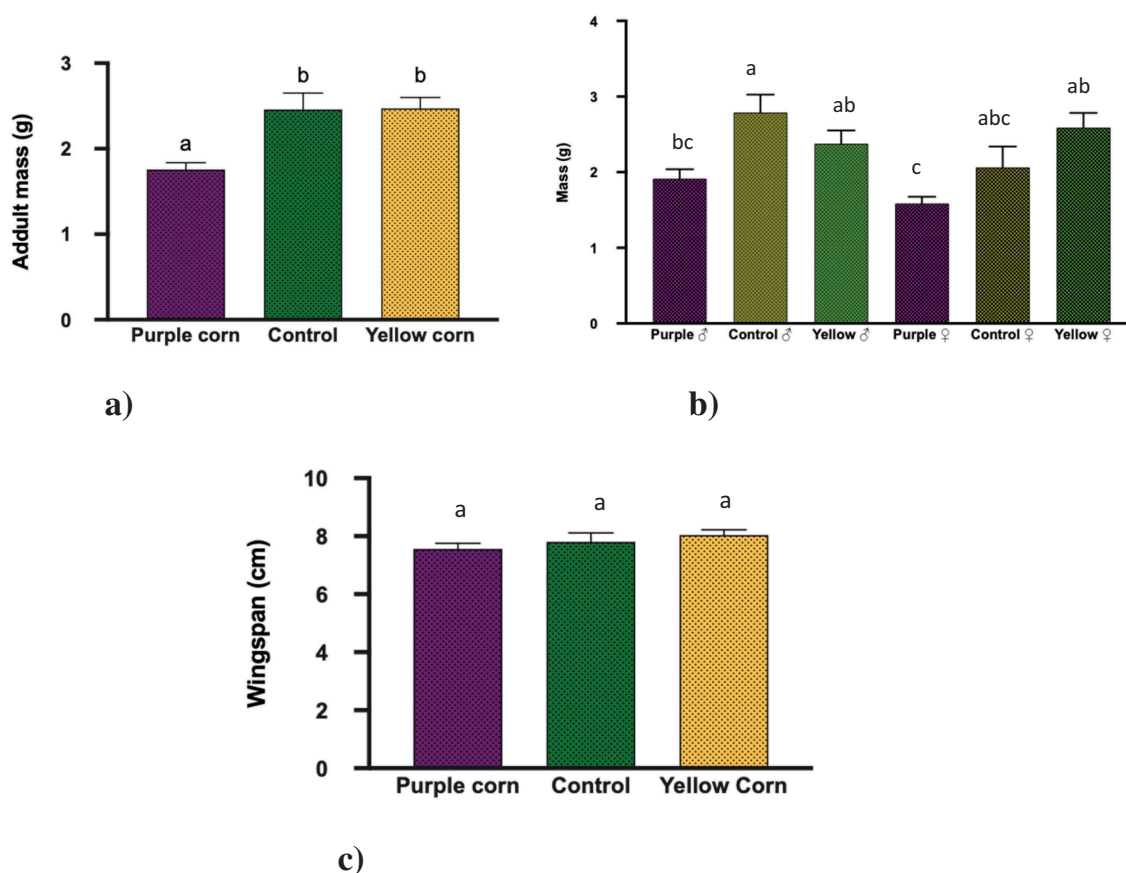 Addult mass (g)
3
2
1
0
a
b
b
Purple corn Control Yellow corn
a)
Mass (g)
4
3
2
1
0
bc
a
ab
c
abc
ab
Purple ♂ Control ♂ Yellow ♂ Purple ♀ Control ♀ Yellow ♀
b)
Wingspan (cm)
10
8
6
4
2
0
a
a
a
Purple corn Control Yellow Corn
c)